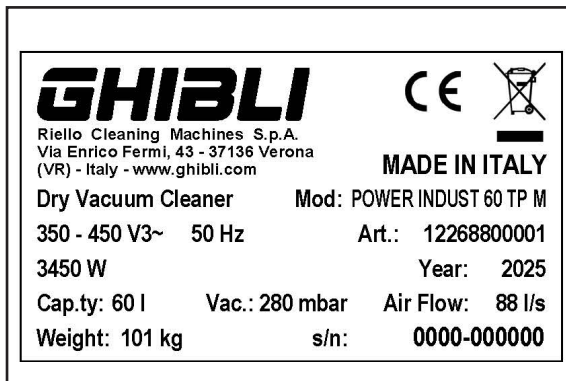 GHIBLI
CE
Riello Cleaning Machines S.p.A.
Via Enrico Fermi, 43 - 37136 Verona
(VR) - Italy - www.ghibli.com
MADE IN ITALY
Dry Vacuum Cleaner Mod: POWER INDUST 60 TP M
350 - 450 V3~ 50 Hz Art.: 12268800001
3450 W Year: 2025
Cap.ty: 60 l Vac.: 280 mbar Air Flow: 88 l/s
Weight: 101 kg s/n: 0000-000000